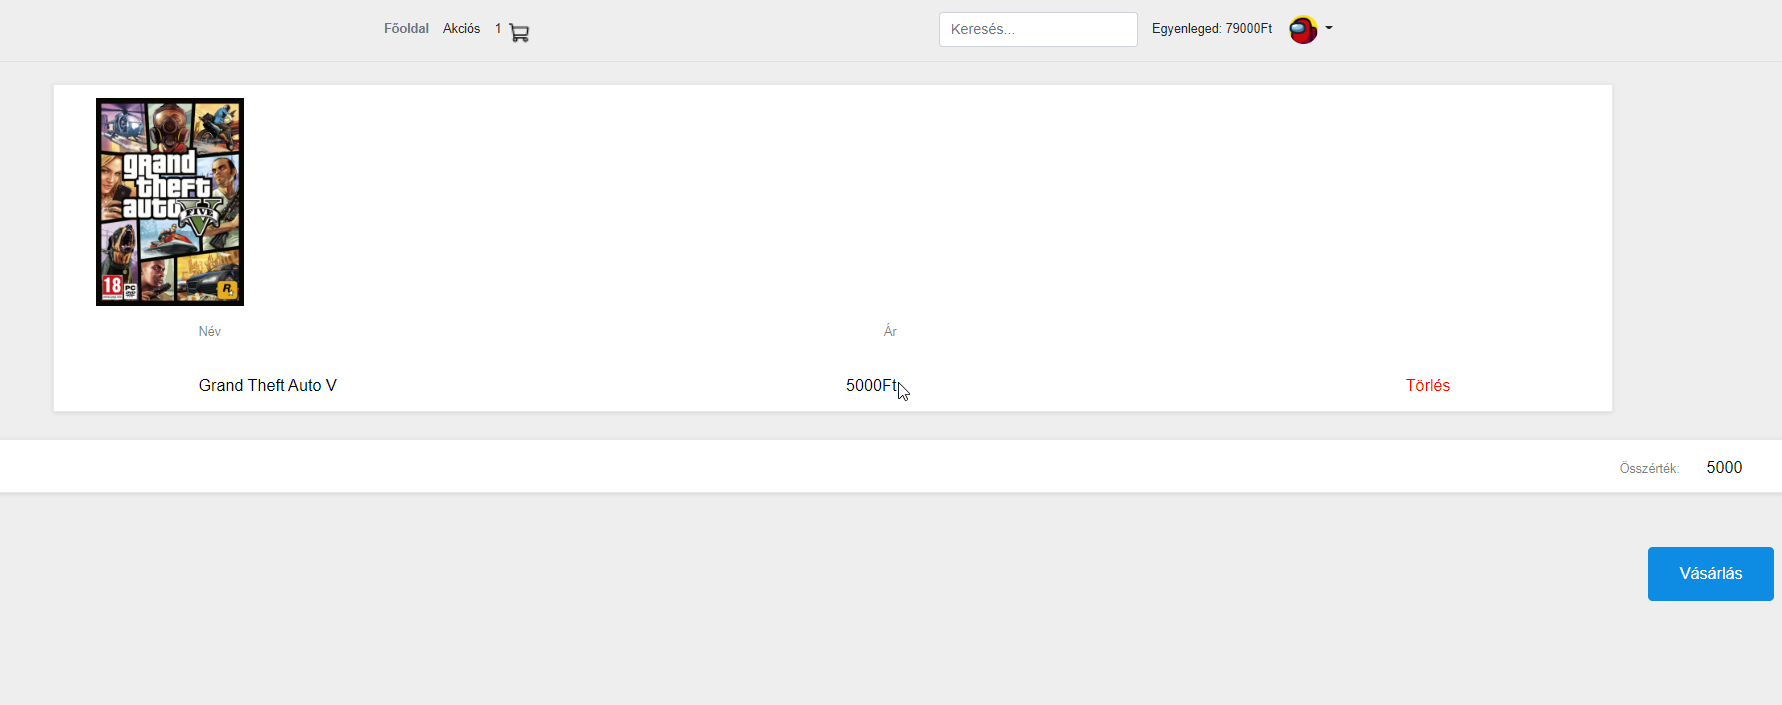 Főoldal Akciós 1 Keresés... Egyenleged: 79000Ft
grand
theft
auto
FIVE
18 PC R
Név Ár
Grand Theft Auto V 5000Ft Törlés
Összérték: 5000
Vásárlás